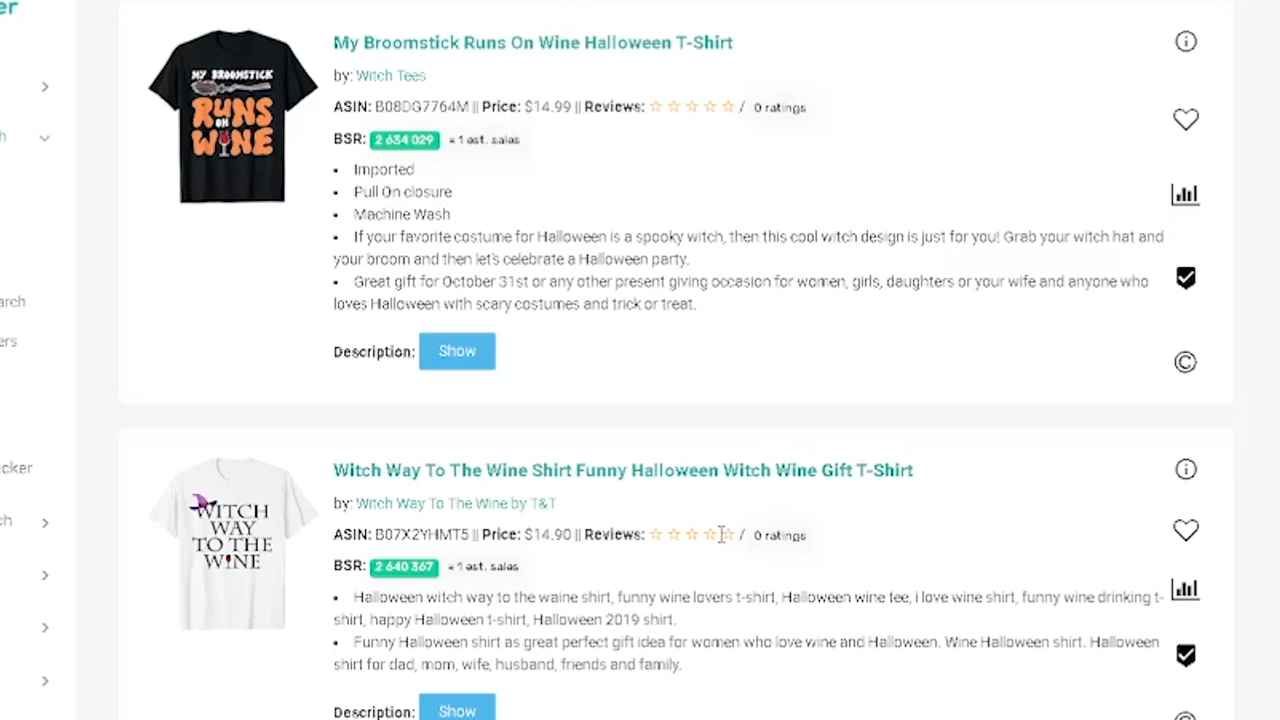 er
h
arch
ers
cker
ch
My Broomstick Runs On Wine Halloween T-Shirt
by: Witch Tees
ASIN: B08DG7764M || Price: $14.99 || Reviews: ☆ ☆ ☆ ☆ ☆ / 0 ratings
BSR: 2 634 029 ≈ 1 est. sales
• Imported
• Pull On closure
• Machine Wash
• If your favorite costume for Halloween is a spooky witch, then this cool witch design is just for you! Grab your witch hat and
your broom and then let's celebrate a Halloween party.
• Great gift for October 31st or any other present giving occasion for women, girls, daughters or your wife and anyone who
loves Halloween with scary costumes and trick or treat.
Description: Show
MY BROOMSTICK
RUNS
ON
WINE
Witch Way To The Wine Shirt Funny Halloween Witch Wine Gift T-Shirt
by: Witch Way To The Wine by T&T
ASIN: B07X2YHMT5 || Price: $14.90 || Reviews: ☆ ☆ ☆ ☆ ☆ / 0 ratings
BSR: 2 640 367 ≈ 1 est. sales
• Halloween witch way to the waine shirt, funny wine lovers t-shirt, Halloween wine tee, i love wine shirt, funny wine drinking t-
shirt, happy Halloween t-shirt, Halloween 2019 shirt.
• Funny Halloween shirt as great perfect gift idea for women who love wine and Halloween. Wine Halloween shirt. Halloween
shirt for dad, mom, wife, husband, friends and family.
Description: Show
WITCH
WAY
TO THE
WINE